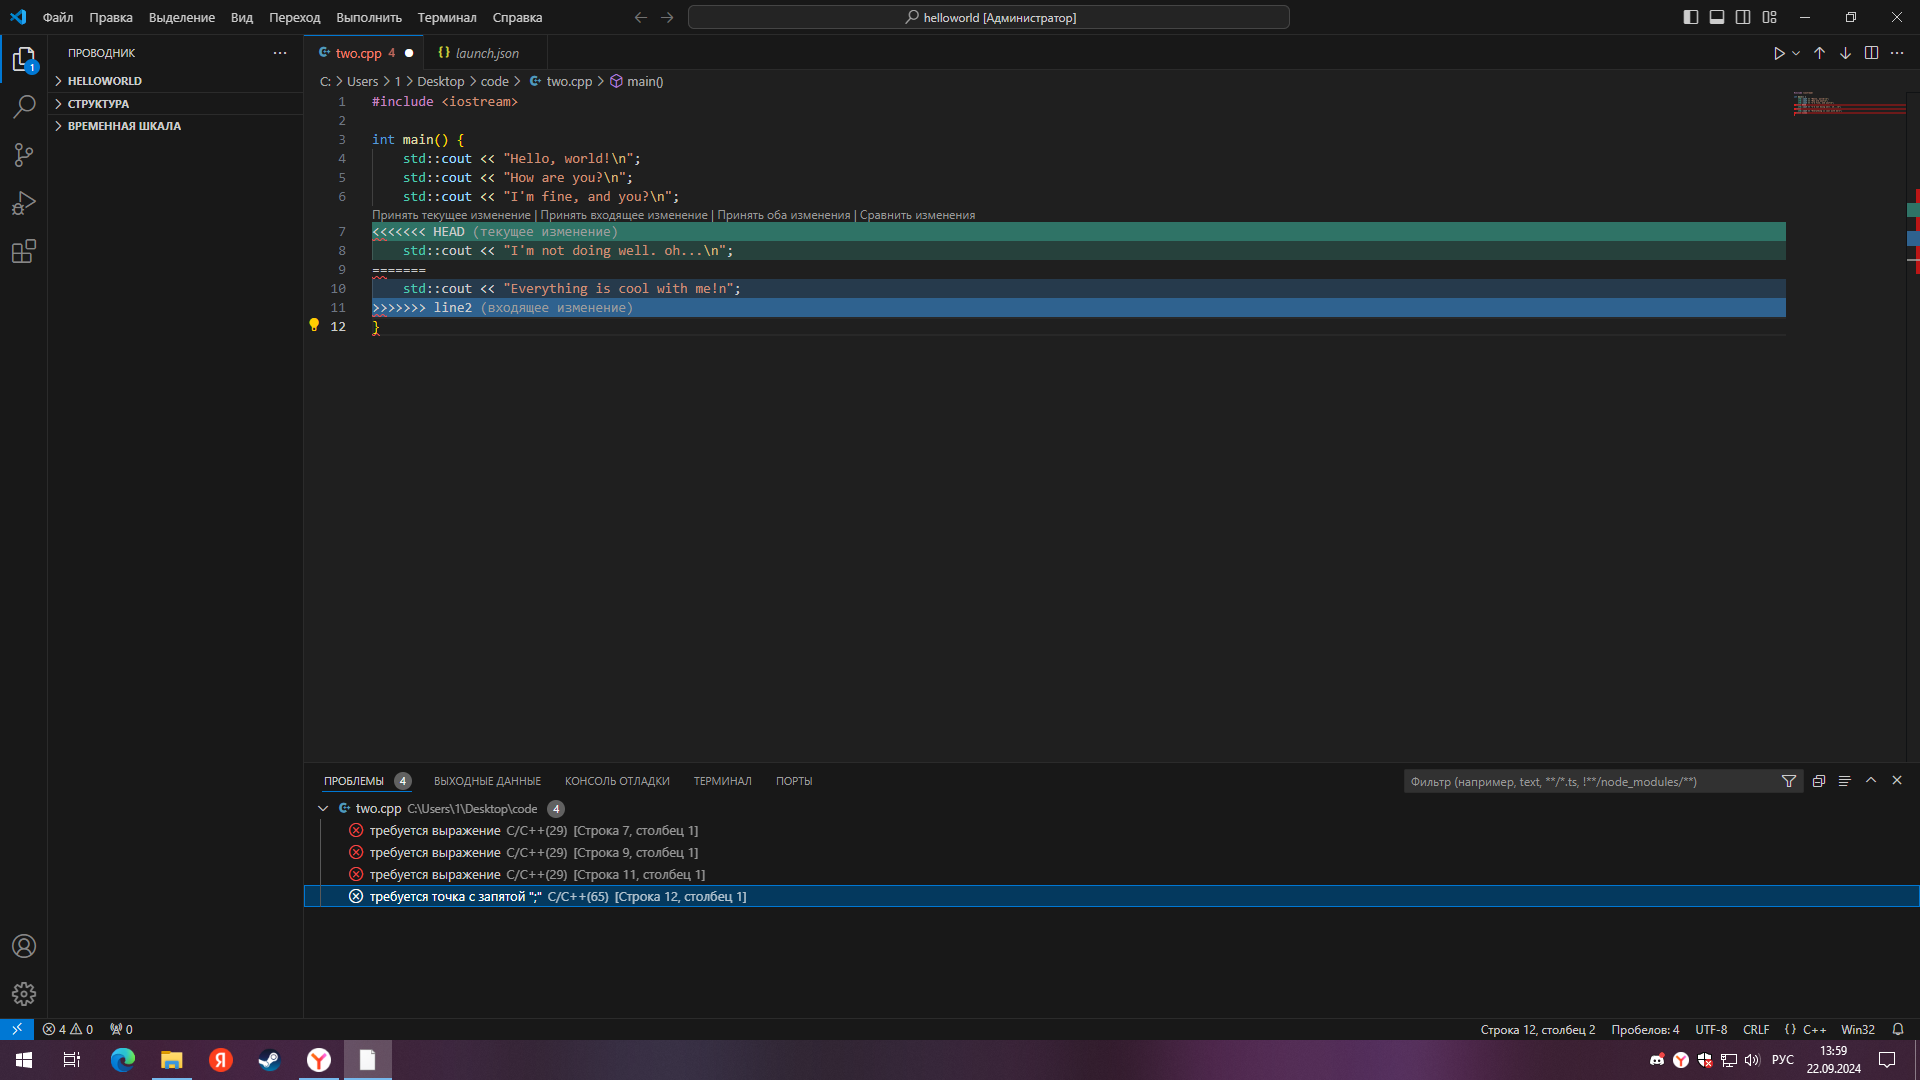 Файл Правка Выделение Вид Переход Выполнить Терминал Справка
helloworld [Администратор]
ПРОВОДНИК
1
HELLOWORLD
СТРУКТУРА
ВРЕМЕННАЯ ШКАЛА
two.cpp 4
launch.json
C: > Users > 1 > Desktop > code > two.cpp > main()
1 #include <iostream>
2
3 int main() {
4 std::cout << "Hello, world!\n";
5 std::cout << "How are you?\n";
6 std::cout << "I'm fine, and you?\n";
Принять текущее изменение | Принять входящее изменение | Принять оба изменения | Сравнить изменения
7 <<<<<<< HEAD (текущее изменение)
8 std::cout << "I'm not doing well. oh...\n";
9 =======
10 std::cout << "Everything is cool with me!n";
11 >>>>>>> line2 (входящее изменение)
12 }
ПРОБЛЕМЫ 4 ВЫХОДНЫЕ ДАННЫЕ КОНСОЛЬ ОТЛАДКИ ТЕРМИНАЛ ПОРТЫ
Фильтр (например, text, **/*.ts, !**/node_modules/**)
two.cpp C:\Users\1\Desktop\code 4
требуется выражение C/C++(29) [Строка 7, столбец 1]
требуется выражение C/C++(29) [Строка 9, столбец 1]
требуется выражение C/C++(29) [Строка 11, столбец 1]
требуется точка с запятой ";" C/C++(65) [Строка 12, столбец 1]
4 0 0
Строка 12, столбец 2 Пробелов: 4 UTF-8 CRLF {} C++ Win32
РУС
13:59
22.09.2024